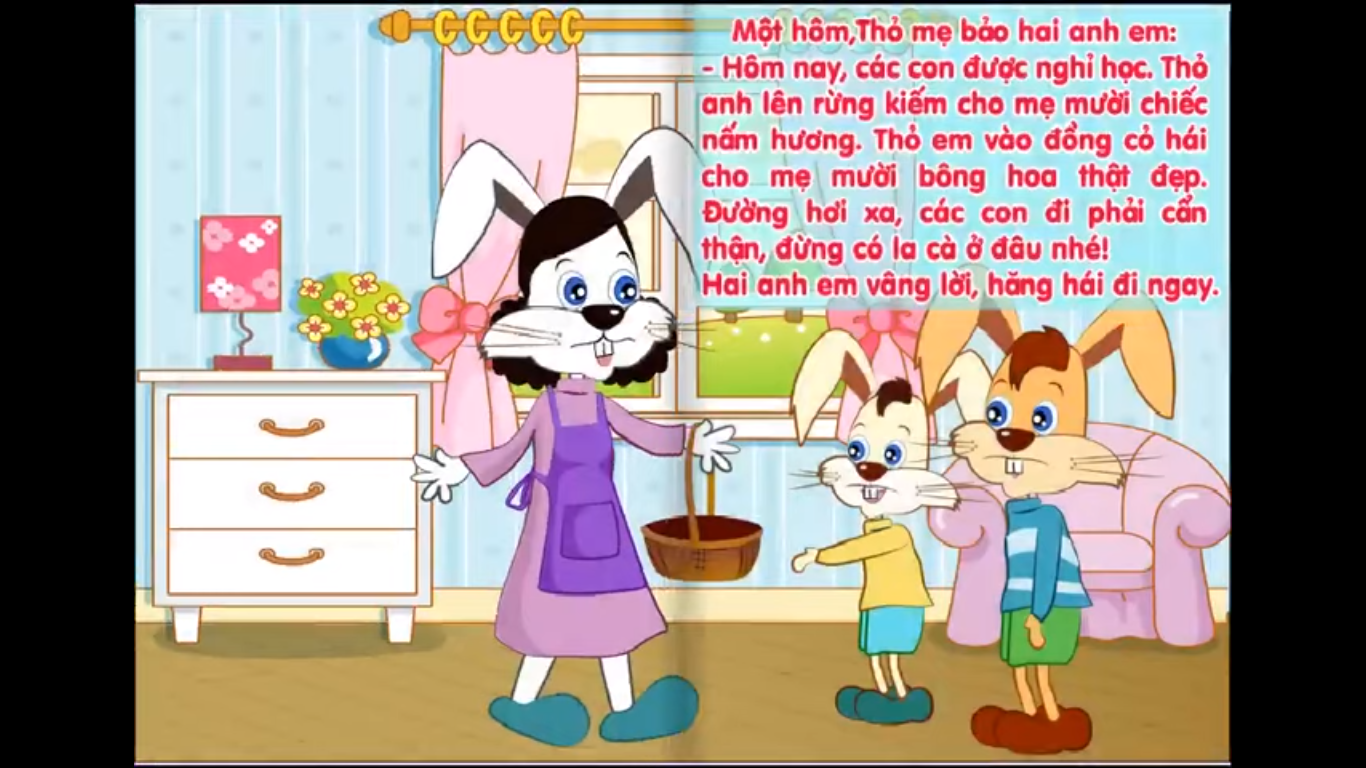 Một hôm,Thỏ mẹ bảo hai anh em:
- Hôm nay, các con được nghỉ học. Thỏ
anh lên rừng kiếm cho mẹ mười chiếc
nấm hương. Thỏ em vào đồng cỏ hái
cho mẹ mười bông hoa thật đẹp.
Đường hơi xa, các con đi phải cẩn
thận, đừng có la cà ở đâu nhé!
Hai anh em vâng lời, hăng hái đi ngay.